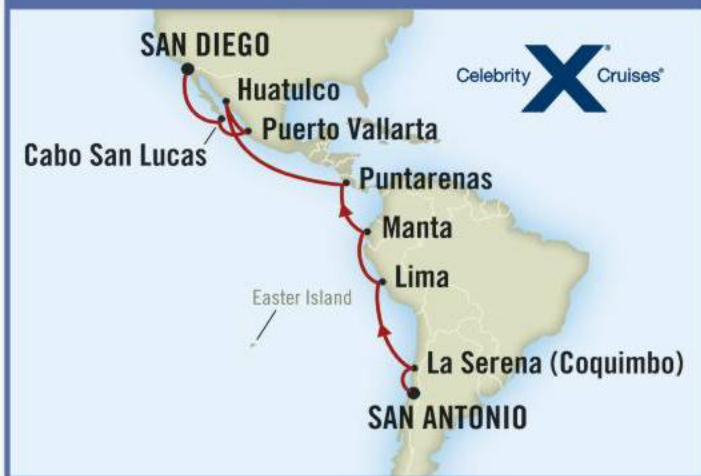 SAN DIEGO
Celebrity X® Cruises®
Huatulco
Puerto Vallarta
Cabo San Lucas
Puntarenas
Manta
Lima
Easter Island
La Serena (Coquimbo)
SAN ANTONIO